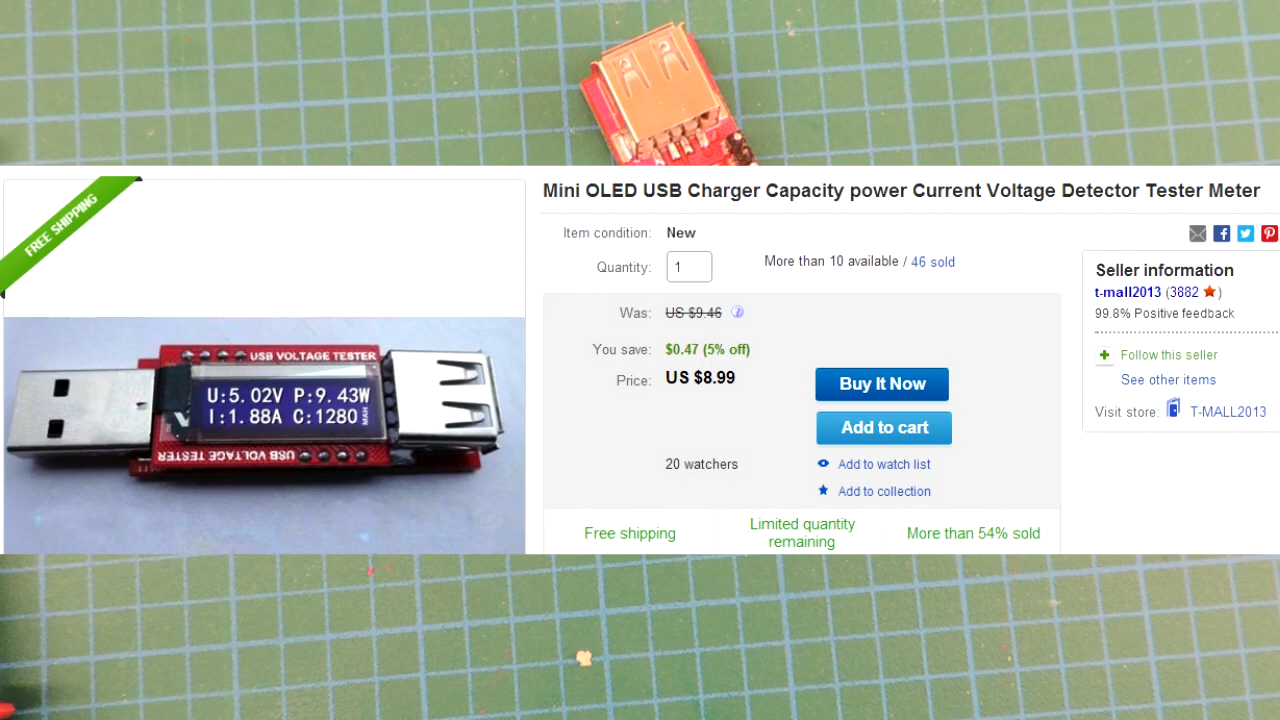 FREE SHIPPING
USB VOLTAGE TESTER
U:5.02V P:9.43W
I:1.88A C:1280 MAH
USB VOLTAGE TESTER
Mini OLED USB Charger Capacity power Current Voltage Detector Tester Meter
Item condition: New
Quantity: 1 More than 10 available / 46 sold
Was: US $9.46
You save: $0.47 (5% off)
Price: US $8.99
Buy It Now
Add to cart
20 watchers
Add to watch list
Add to collection
Free shipping
Limited quantity
remaining
More than 54% sold
Seller information
t-mall2013 (3882 )
99.8% Positive feedback
Follow this seller
See other items
Visit store: T-MALL2013